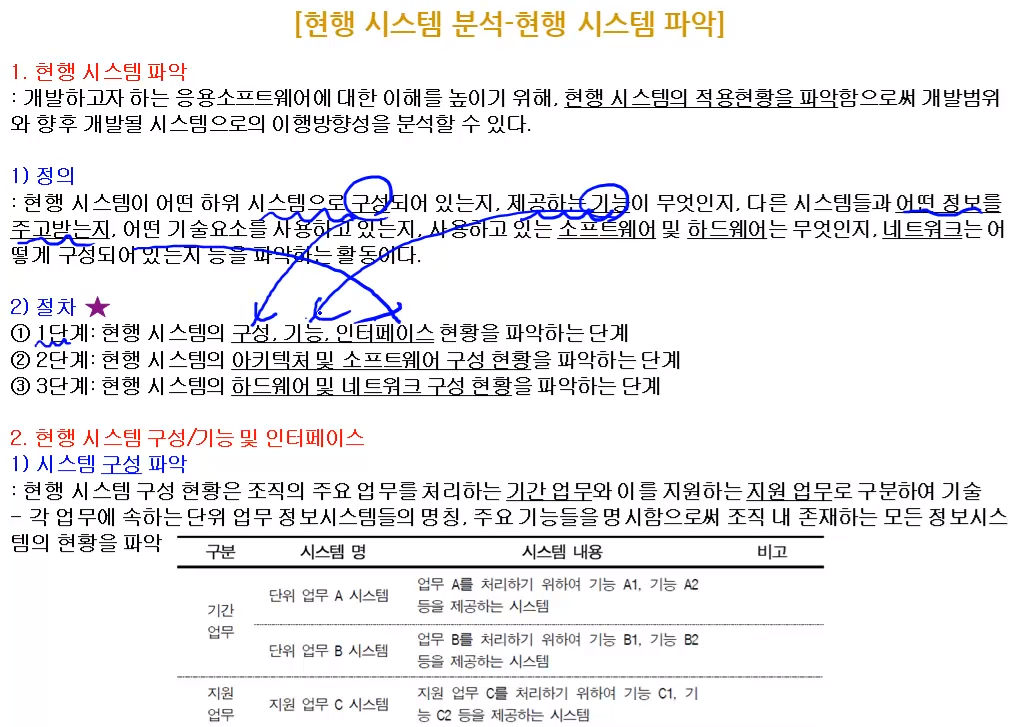 [현행 시스템 분석-현행 시스템 파악]
1. 현행 시스템 파악
: 개발하고자 하는 응용소프트웨어에 대한 이해를 높이기 위해, 현행 시스템의 적용현황을 파악함으로써 개발범위
와 향후 개발될 시스템으로의 이행방향성을 분석할 수 있다.
1) 정의
: 현행 시스템이 어떤 하위 시스템으로 구성되어 있는지, 제공하는 기능이 무엇인지, 다른 시스템들과 어떤 정보를
주고받는지, 어떤 기술요소를 사용하고 있는지, 사용하고 있는 소프트웨어 및 하드웨어는 무엇인지, 네트워크는 어
떻게 구성되어 있는지 등을 파악하는 활동이다.
2) 절차 ★
① 1단계: 현행 시스템의 구성, 기능, 인터페이스 현황을 파악하는 단계
② 2단계: 현행 시스템의 아키텍처 및 소프트웨어 구성 현황을 파악하는 단계
③ 3단계: 현행 시스템의 하드웨어 및 네트워크 구성 현황을 파악하는 단계
2. 현행 시스템 구성/기능 및 인터페이스
1) 시스템 구성 파악
: 현행 시스템 구성 현황은 조직의 주요 업무를 처리하는 기간 업무와 이를 지원하는 지원 업무로 구분하여 기술
- 각 업무에 속하는 단위 업무 정보시스템들의 명칭, 주요 기능들을 명시함으로써 조직 내 존재하는 모든 정보시스
템의 현황을 파악
구분 시스템 명 시스템 내용 비고
기간
업무
단위 업무 A 시스템
업무 A를 처리하기 위하여 기능 A1, 기능 A2
등을 제공하는 시스템
단위 업무 B 시스템
업무 B를 처리하기 위하여 기능 B1, 기능 B2
등을 제공하는 시스템
지원
업무
지원 업무 C 시스템
지원 업무 C를 처리하기 위하여 기능 C1, 기
능 C2 등을 제공하는 시스템